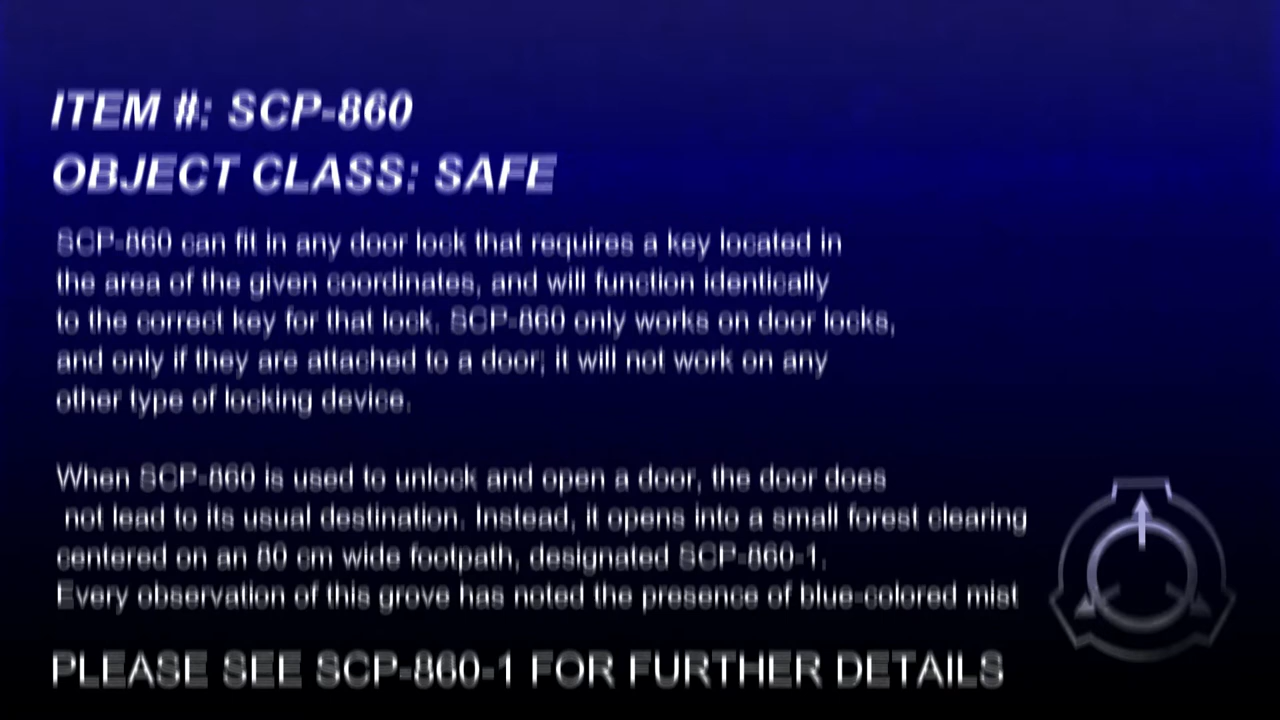 ITEM #: SCP-860
OBJECT CLASS: SAFE
SCP-860 can fit in any door lock that requires a key located in
the area of the given coordinates, and will function identically
to the correct key for that lock. SCP-860 only works on door locks,
and only if they are attached to a door; it will not work on any
other type of locking device.
When SCP-860 is used to unlock and open a door, the door does
not lead to its usual destination. Instead, it opens into a small forest clearing
centered on an 80 cm wide footpath, designated SCP-860-1.
Every observation of this grove has noted the presence of blue-colored mist
PLEASE SEE SCP-860-1 FOR FURTHER DETAILS